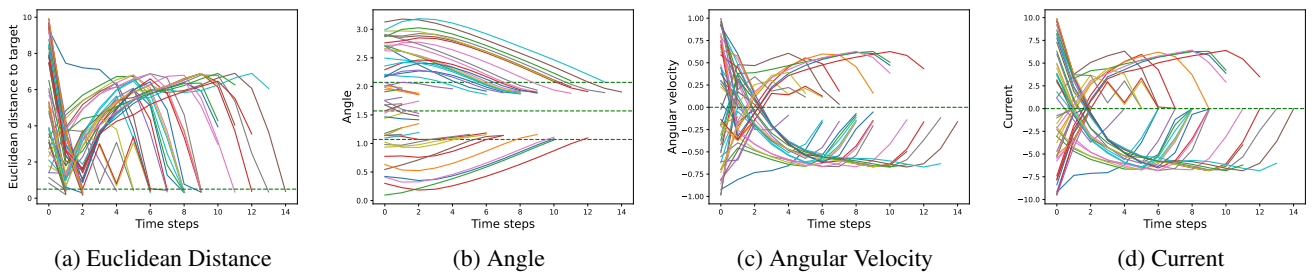 10
8
6
4
2
0
Euclidean distance to target
0 2 4 6 8 10 12 14
Time steps
(a) Euclidean Distance
3.0
2.5
2.0
1.5
1.0
0.5
0.0
Angle
0 2 4 6 8 10 12 14
Time steps
(b) Angle
1.00
0.75
0.50
0.25
0.00
−0.25
−0.50
−0.75
−1.00
Angular velocity
0 2 4 6 8 10 12 14
Time steps
(c) Angular Velocity
10.0
7.5
5.0
2.5
0.0
−2.5
−5.0
−7.5
−10.0
Current
0 2 4 6 8 10 12 14
Time steps
(d) Current